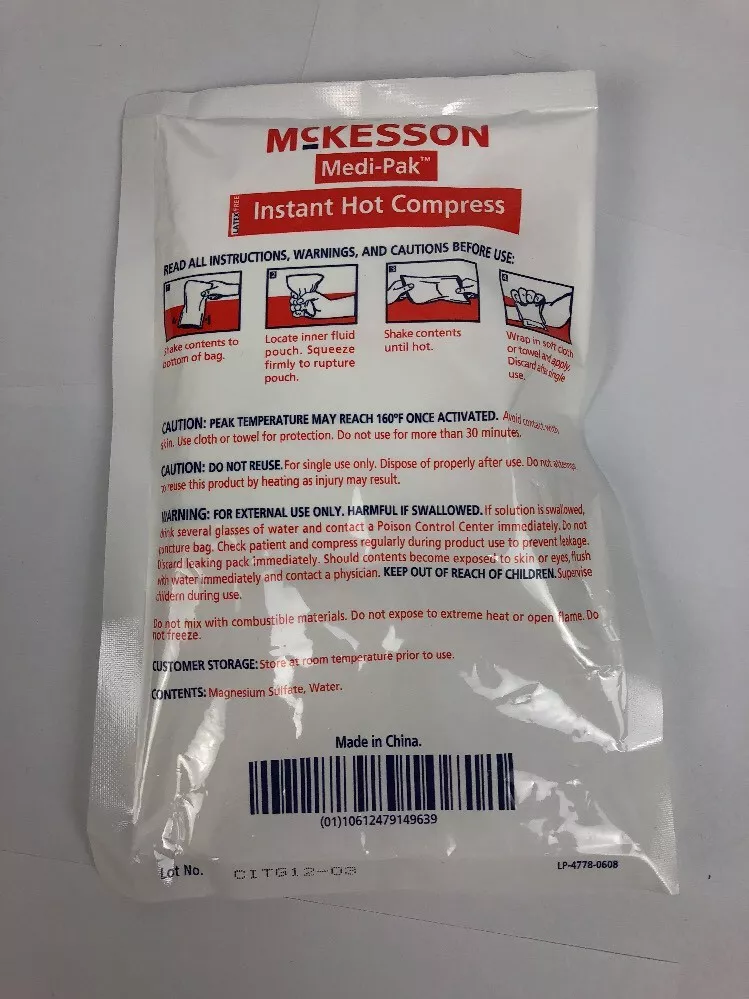 McKESSON
Medi-Pak™
LATEX FREE
Instant Hot Compress
READ ALL INSTRUCTIONS, WARNINGS, AND CAUTIONS BEFORE USE:
1
2
3
4
Shake contents to
bottom of bag.
Locate inner fluid
pouch. Squeeze
firmly to rupture
pouch.
Shake contents
until hot.
Wrap in soft cloth
or towel and apply.
Discard after single
use.
CAUTION: PEAK TEMPERATURE MAY REACH 160°F ONCE ACTIVATED. Avoid contact with
skin. Use cloth or towel for protection. Do not use for more than 30 minutes.
CAUTION: DO NOT REUSE. For single use only. Dispose of properly after use. Do not attempt
to reuse this product by heating as injury may result.
WARNING: FOR EXTERNAL USE ONLY. HARMFUL IF SWALLOWED. If solution is swallowed,
drink several glasses of water and contact a Poison Control Center immediately. Do not
puncture bag. Check patient and compress regularly during product use to prevent leakage.
Discard leaking pack immediately. Should contents become exposed to skin or eyes, flush
with water immediately and contact a physician. KEEP OUT OF REACH OF CHILDREN. Supervise
childern during use.
Do not mix with combustible materials. Do not expose to extreme heat or open flame. Do
not freeze.
CUSTOMER STORAGE: Store at room temperature prior to use.
CONTENTS: Magnesium Sulfate, Water.
Made in China.
(01)10612479149639
Lot No. CITG12-03
LP-4778-0608